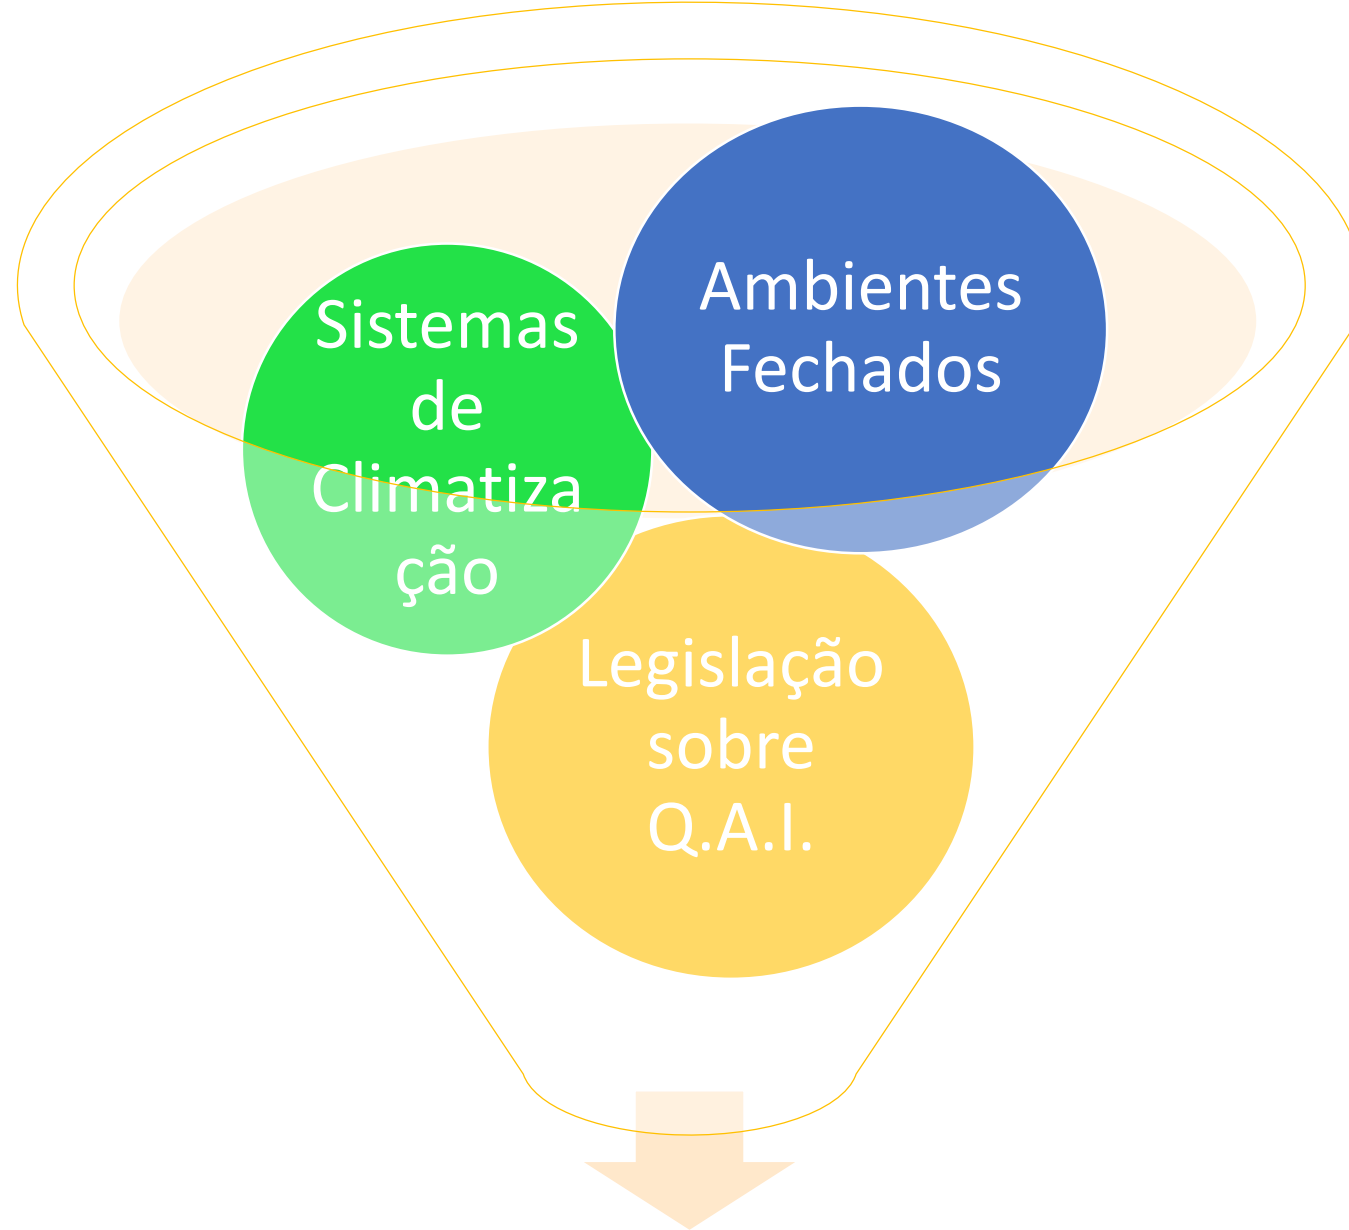 Ambientes
Fechados
Sistemas
de
Climatiza
ção
Legislação
sobre
Q.A.I.